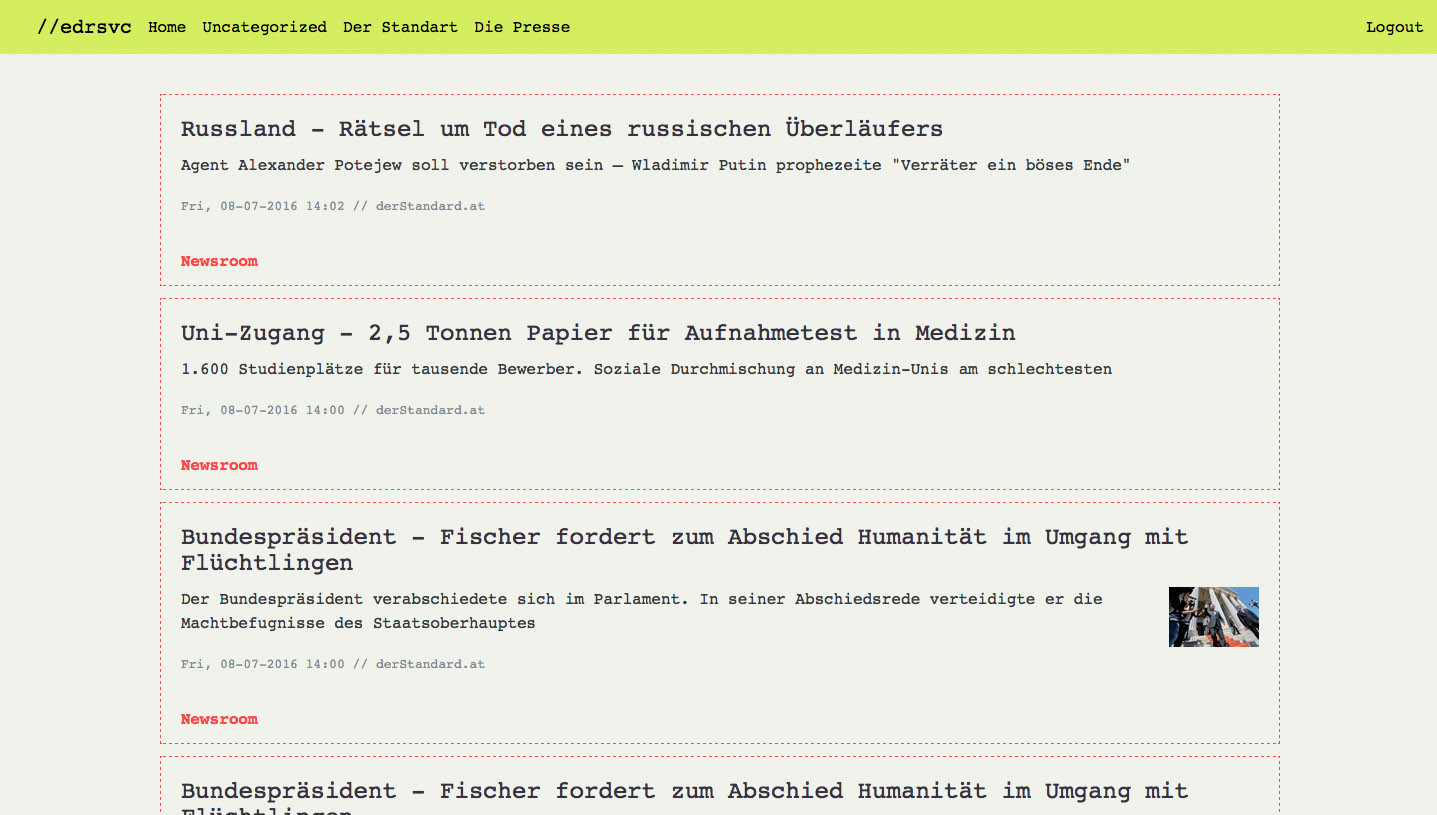 //edrsvc Home Uncategorized Der Standart Die Presse Logout
Russland – Rätsel um Tod eines russischen Überläufers
Agent Alexander Potejew soll verstorben sein – Wladimir Putin prophezeite "Verräter ein böses Ende"
Fri, 08-07-2016 14:02 // derStandard.at
Newsroom
Uni-Zugang – 2,5 Tonnen Papier für Aufnahmetest in Medizin
1.600 Studienplätze für tausende Bewerber. Soziale Durchmischung an Medizin-Unis am schlechtesten
Fri, 08-07-2016 14:00 // derStandard.at
Newsroom
Bundespräsident – Fischer fordert zum Abschied Humanität im Umgang mit
Flüchtlingen
Der Bundespräsident verabschiedete sich im Parlament. In seiner Abschiedsrede verteidigte er die
Machtbefugnisse des Staatsoberhauptes
Fri, 08-07-2016 14:00 // derStandard.at
Newsroom
Bundespräsident – Fischer fordert zum Abschied Humanität im Umgang mit
Flüchtlingen